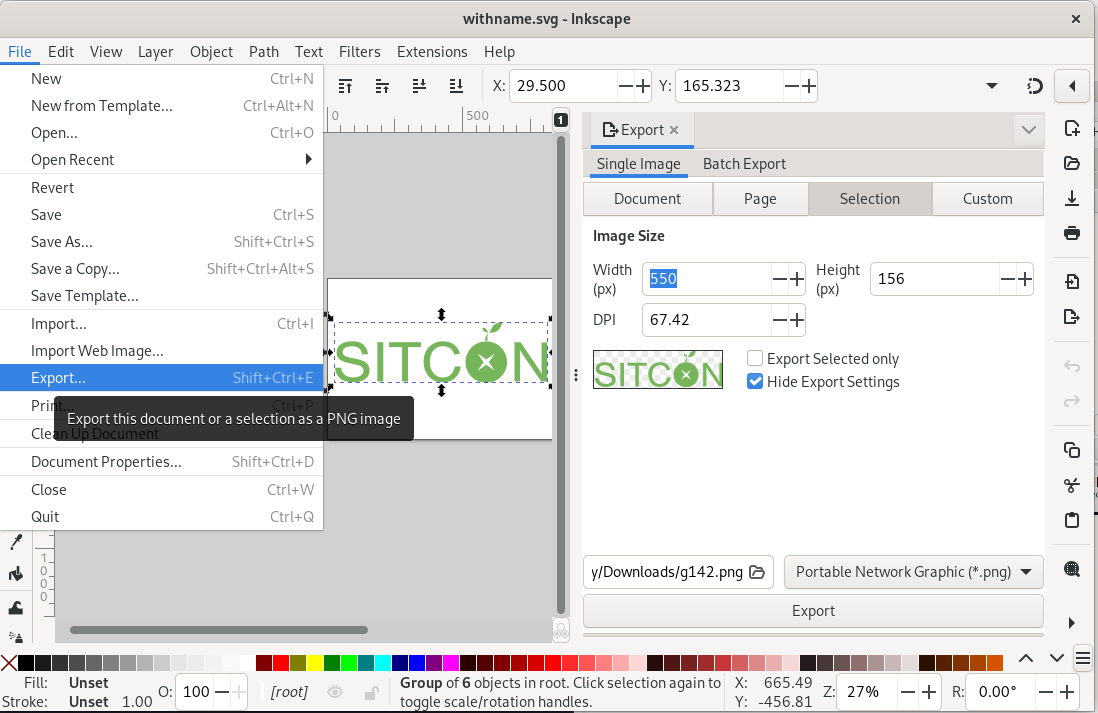 withname.svg - Inkscape
File Edit View Layer Object Path Text Filters Extensions Help
New Ctrl+N
New from Template... Ctrl+Alt+N
Open... Ctrl+O
Open Recent
Revert
Save Ctrl+S
Save As... Shift+Ctrl+S
Save a Copy... Shift+Ctrl+Alt+S
Save Template...
Import... Ctrl+I
Import Web Image...
Export... Shift+Ctrl+E
Print... Ctrl+P
Clean Up Document
Export this document or a selection as a PNG image
Document Properties... Shift+Ctrl+D
Close Ctrl+W
Quit Ctrl+Q
X: 29.500 Y: 165.323
0 500
1
SITCON
1000
Export
Single Image Batch Export
Document Page Selection Custom
Image Size
Width (px) 550 Height (px) 156
DPI 67.42
SITCON
Export Selected only
Hide Export Settings
y/Downloads/g142.png Portable Network Graphic (*.png)
Export
Fill: Unset
Stroke: Unset 1.00
O: 100
[root]
Group of 6 objects in root. Click selection again to
toggle scale/rotation handles.
X: 665.49
Y: -456.81
Z: 27%
R: 0.00°